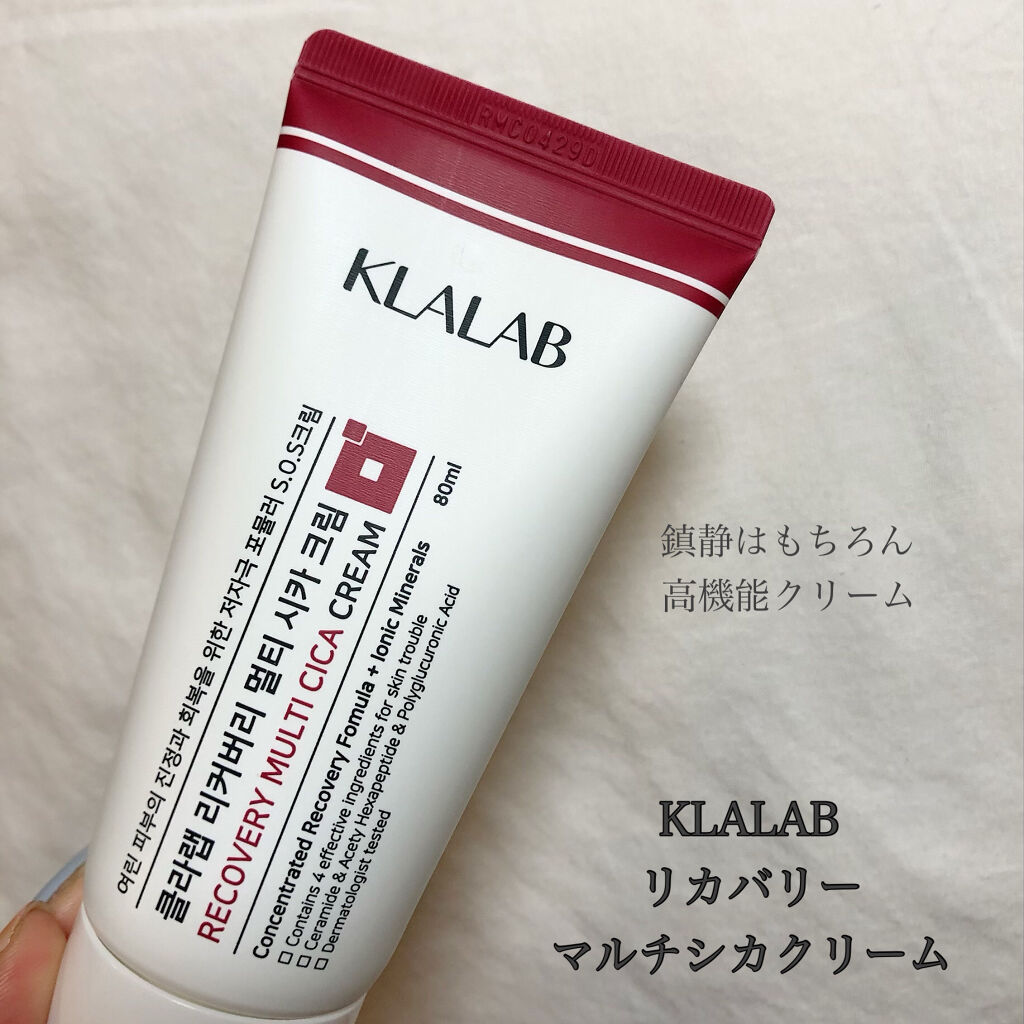 RMC0429D
KLALAB
여린 피부의 진정과 회복을 위한 저자극 포뮬러 S.O.S크림
클라랩 리커버리 멀티 시카 크림
RECOVERY MULTI CICA CREAM
80ml
Concentrated Recovery Fomula + Ionic Minerals
□ Contains 4 effective ingredients for skin trouble
□ Ceramide & Acety Hexapeptide & Polyglucuronic Acid
□ Dermatologist tested
鎮静はもちろん
高機能クリーム
KLALAB
リカバリー
マルチシカクリーム